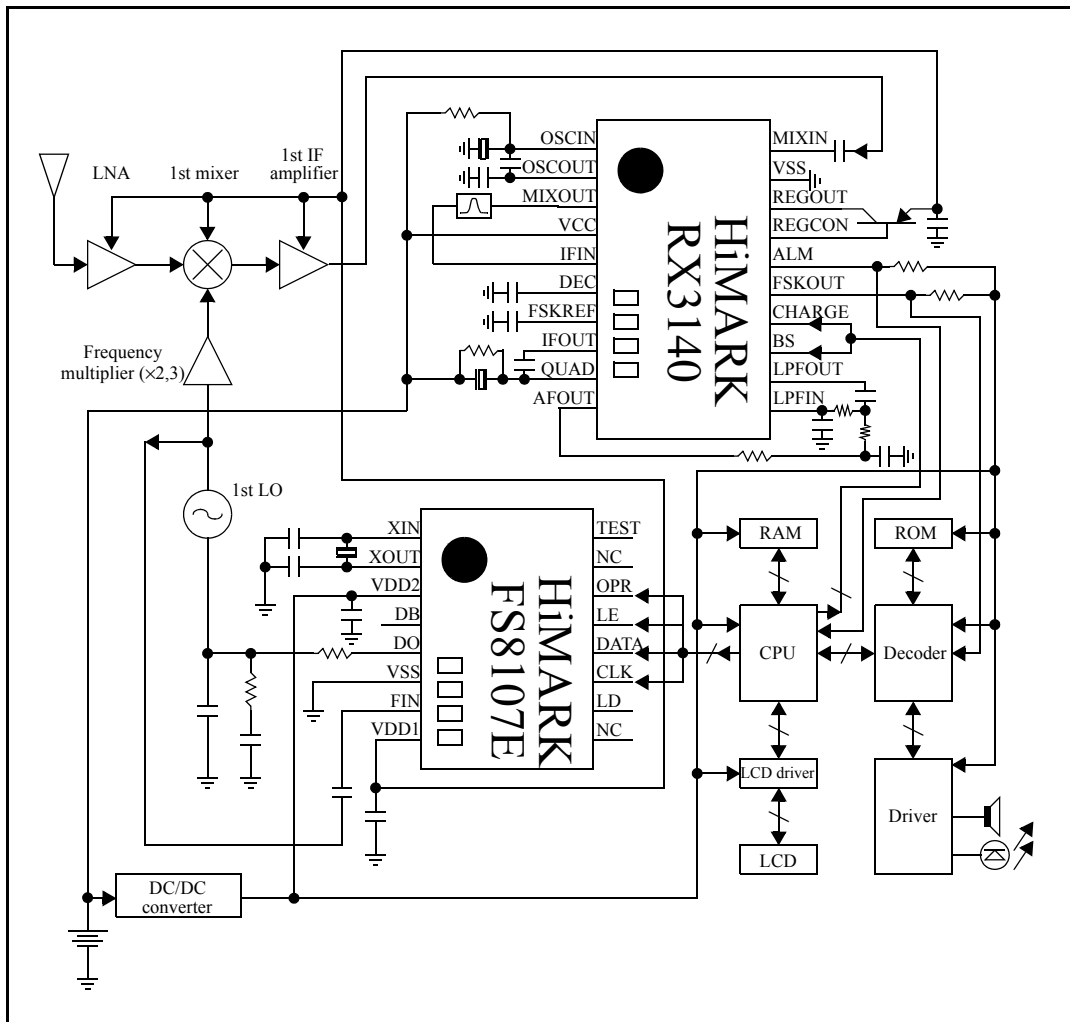 LNA
1st mixer
1st IF
amplifier
Frequency
multiplier (×2,3)
1st LO
OSCIN
OSCOUT
MIXOUT
VCC
IFIN
DEC
FSKREF
IFOUT
QUAD
AFOUT
HiMARK
RX3140
MIXIN
VSS
REGOUT
REGCON
ALM
FSKOUT
CHARGE
BS
LPFOUT
LPFIN
XIN
XOUT
VDD2
DB
DO
VSS
FIN
VDD1
HiMARK
FS8107E
TEST
NC
OPR
LE
DATA
CLK
LD
NC
RAM
ROM
CPU
Decoder
LCD driver
Driver
LCD
DC/DC
converter